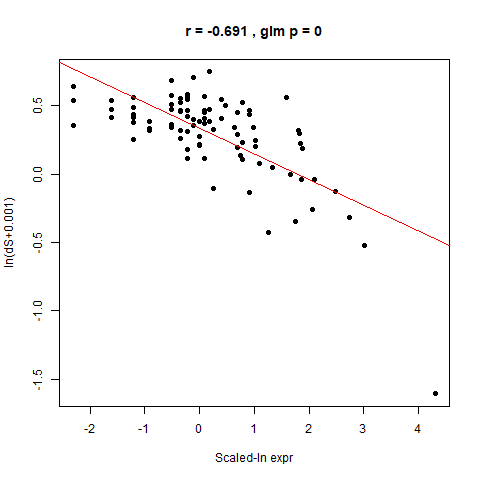 r = -0.691 , glm p = 0
ln(dS+0.001)
0.5
0.0
-0.5
-1.0
-1.5
-2 -1 0 1 2 3 4
Scaled-ln expr